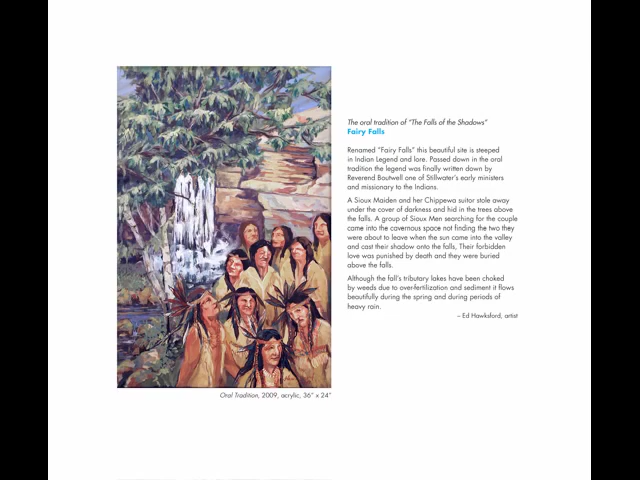 The oral tradition of "The Falls of the Shadows"
Fairy Falls
Renamed "Fairy Falls" this beautiful site is steeped
in Indian Legend and lore. Passed down in the oral
tradition the legend was finally written down by
Reverend Boutwell one of Stillwater's early ministers
and missionary to the Indians.
A Sioux Maiden and her Chippewa suitor stole away
under the cover of darkness and hid in the trees above
the falls. A group of Sioux Men searching for the couple
came into the cavernous space not finding the two they
were about to leave when the sun came into the valley
and cast their shadow onto the falls, Their forbidden
love was punished by death and they were buried
above the falls.
Although the fall's tributary lakes have been choked
by weeds due to over-fertilization and sediment it flows
beautifully during the spring and during periods of
heavy rain.
– Ed Hawksford, artist
Oral Tradition, 2009, acrylic, 36" x 24"